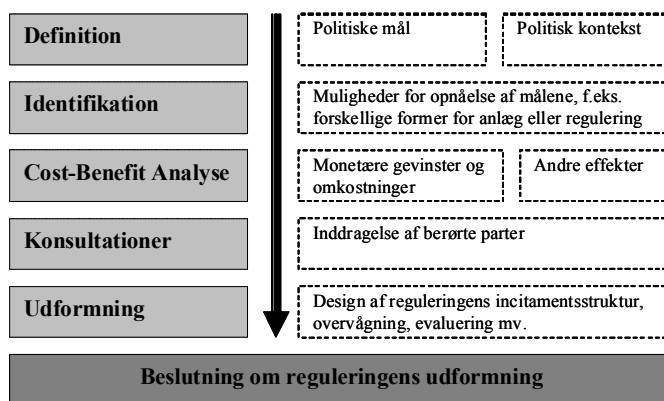 Definition
Politiske mål
Politisk kontekst
Identifikation
Muligheder for opnåelse af målene, f.eks.
forskellige former for anlæg eller regulering
Cost-Benefit Analyse
Monetære gevinster og
omkostninger
Andre effekter
Konsultationer
Inddragelse af berørte parter
Udformning
Design af reguleringens incitamentsstruktur,
overvågning, evaluering mv.
Beslutning om reguleringens udformning